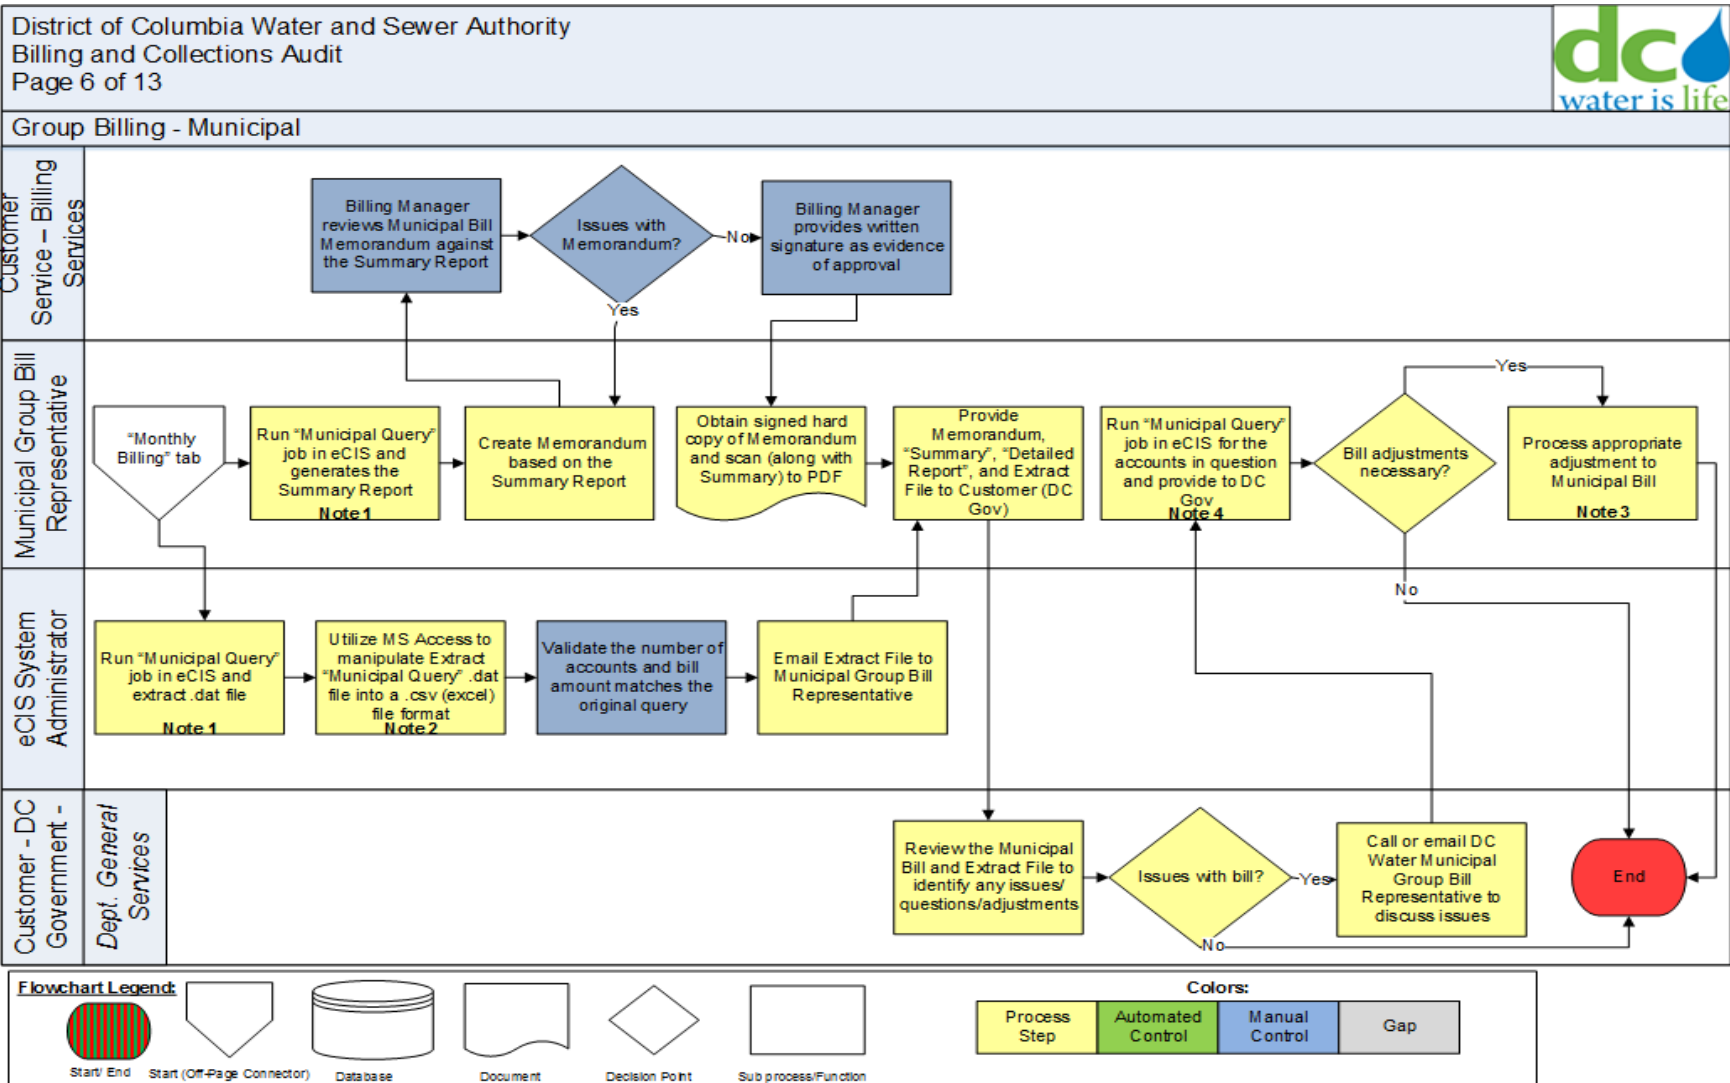 District of Columbia Water and Sewer Authority
Billing and Collections Audit
Page 6 of 13
dc
water is life
Group Billing - Municipal
Customer
Service – Billing
Services
Billing Manager
reviews Municipal Bill
Memorandum against
the Summary Report
Issues with
Memorandum?
No
Yes
Billing Manager
provides written
signature as evidence
of approval
Municipal Group Bill
Representative
“Monthly
Billing” tab
Run “Municipal Query”
job in eCIS and
generates the
Summary Report
Note 1
Create Memorandum
based on the
Summary Report
Obtain signed hard
copy of Memorandum
and scan (along with
Summary) to PDF
Provide
Memorandum,
“Summary”, “Detailed
Report”, and Extract
File to Customer (DC
Gov)
Run “Municipal Query”
job in eCIS for the
accounts in question
and provide to DC
Gov
Note 4
Bill adjustments
necessary?
Yes
No
Process appropriate
adjustment to
Municipal Bill
Note 3
eCIS System
Administrator
Run “Municipal Query”
job in eCIS and
extract .dat file
Note 1
Utilize MS Access to
manipulate Extract
“Municipal Query” .dat
file into a .csv (excel)
file format
Note 2
Validate the number of
accounts and bill
amount matches the
original query
Email Extract File to
Municipal Group Bill
Representative
Customer - DC
Government -
Dept. General
Services
Review the Municipal
Bill and Extract File to
identify any issues/
questions/adjustments
Issues with bill?
Yes
No
Call or email DC
Water Municipal
Group Bill
Representative to
discuss issues
End
Flowchart Legend:
Start/ End
Start (Off-Page Connector)
Database
Document
Decision Point
Sub process/Function
Colors:
Process
Step
Automated
Control
Manual
Control
Gap